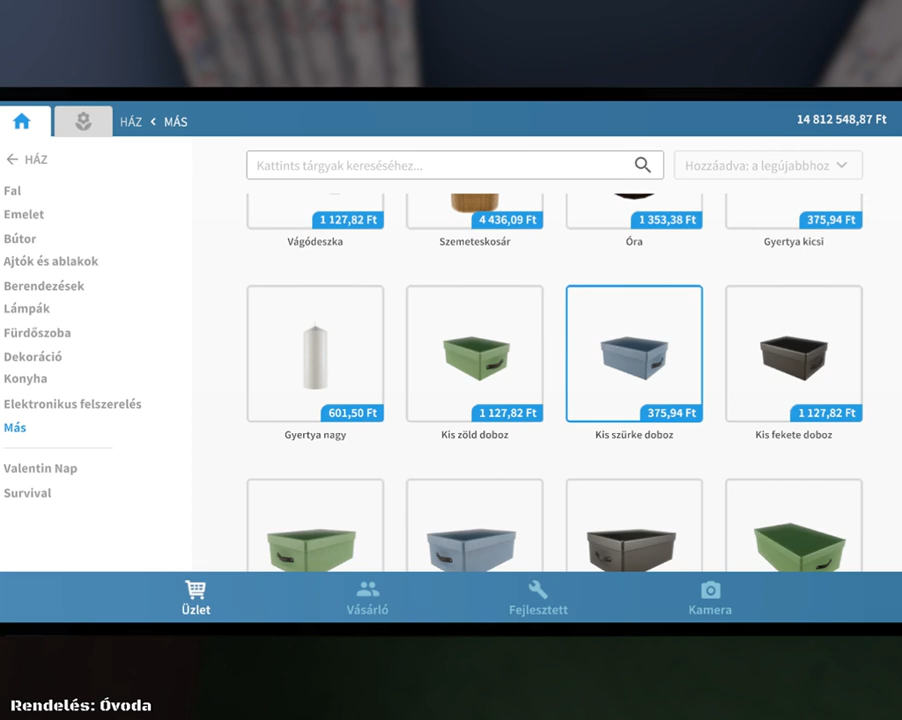 HÁZ < MÁS
14 812 548,87 Ft
← HÁZ
Kattints tárgyak kereséséhez...
Hozzáadva: a legújabbhoz
Fal
Emelet
Bútor
Ajtók és ablakok
Berendezések
Lámpák
Fürdőszoba
Dekoráció
Konyha
Elektronikus felszerelés
Más
Valentin Nap
Survival
1 127,82 Ft
4 436,09 Ft
1 353,38 Ft
375,94 Ft
Vágódeszka
Szemeteskosár
Óra
Gyertya kicsi
601,50 Ft
1 127,82 Ft
375,94 Ft
1 127,82 Ft
Gyertya nagy
Kis zöld doboz
Kis szürke doboz
Kis fekete doboz
Üzlet
Vásárló
Fejlesztett
Kamera
Rendelés: Óvoda